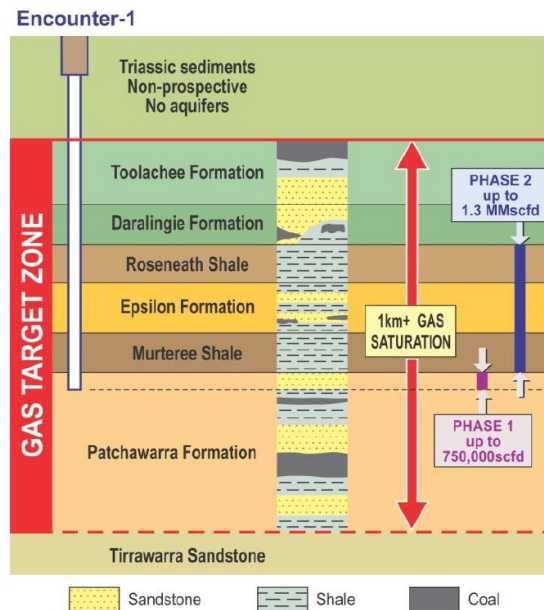 Encounter-1
Triassic sediments
Non-prospective
No aquifers
GAS TARGET ZONE
Toolachee Formation
Daralingie Formation
Roseneath Shale
Epsilon Formation
Murteree Shale
Patchawarra Formation
Tirrawarra Sandstone
1km+ GAS
SATURATION
PHASE 2
up to
1.3 MMscfd
PHASE 1
up to
750,000scfd
Sandstone
Shale
Coal